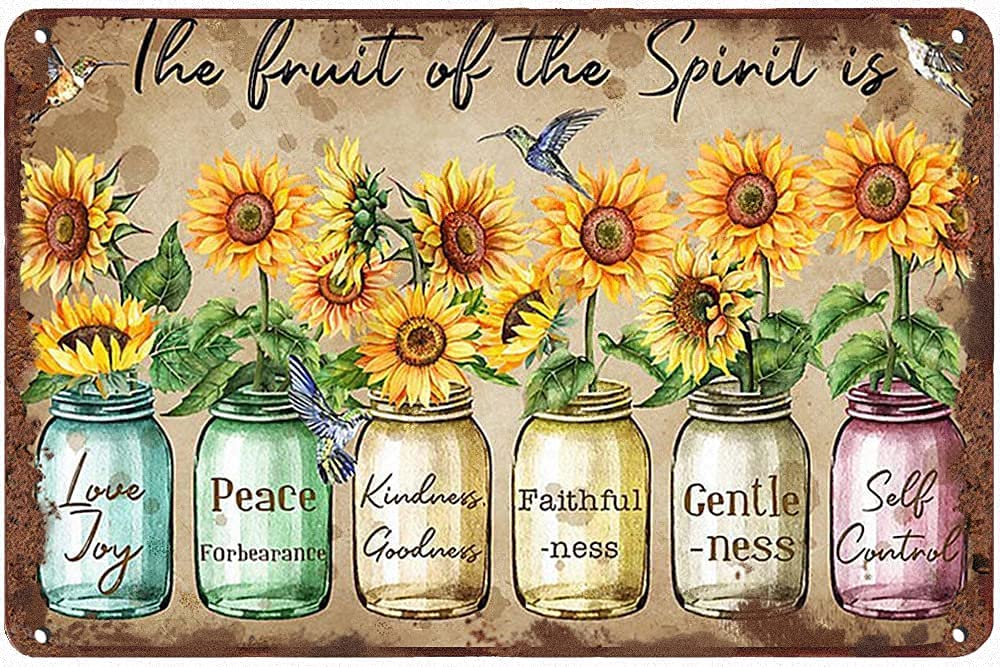 The fruit of the Spirit is
Love
Joy
Peace
Forbearance
Kindness,
Goodness
Faithful
-ness
Gentle
-ness
Self
Control